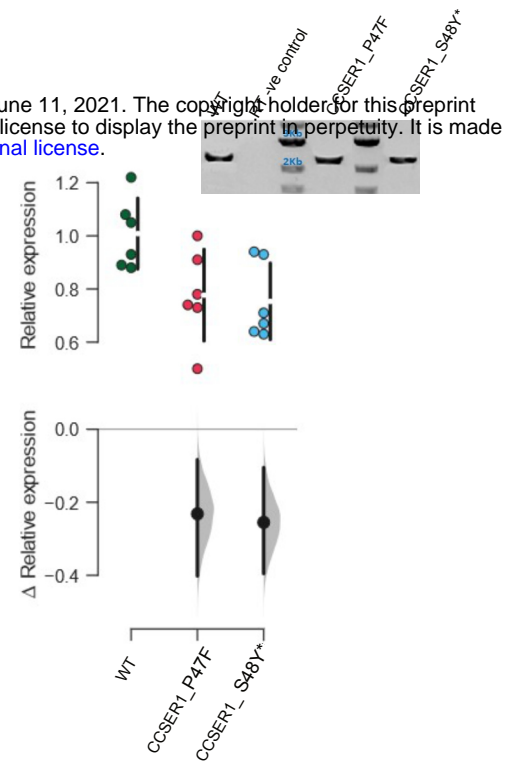 WT
RT -ve control
CCSER1_P47F
CCSER1_S48Y*
une 11, 2021. The copyright holder for this preprint
license to display the preprint in perpetuity. It is made
nal license.
3Kb
2Kb
Relative expression
1.2
1.0
0.8
0.6
Δ Relative expression
0.0
−0.2
−0.4
WT
CCSER1_P47F
CCSER1_ S48Y*